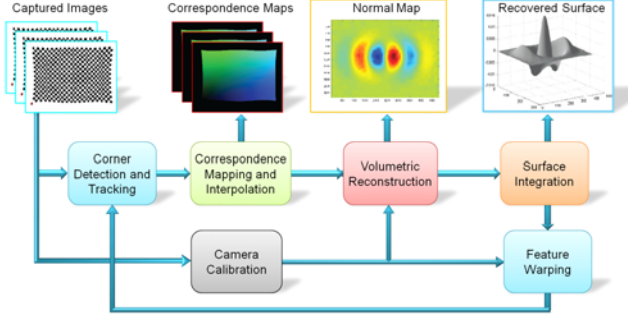 Captured Images
Correspondence Maps
Normal Map
Recovered Surface
Corner
Detection and
Tracking
Correspondence
Mapping and
Interpolation
Volumetric
Reconstruction
Surface
Integration
Camera
Calibration
Feature
Warping